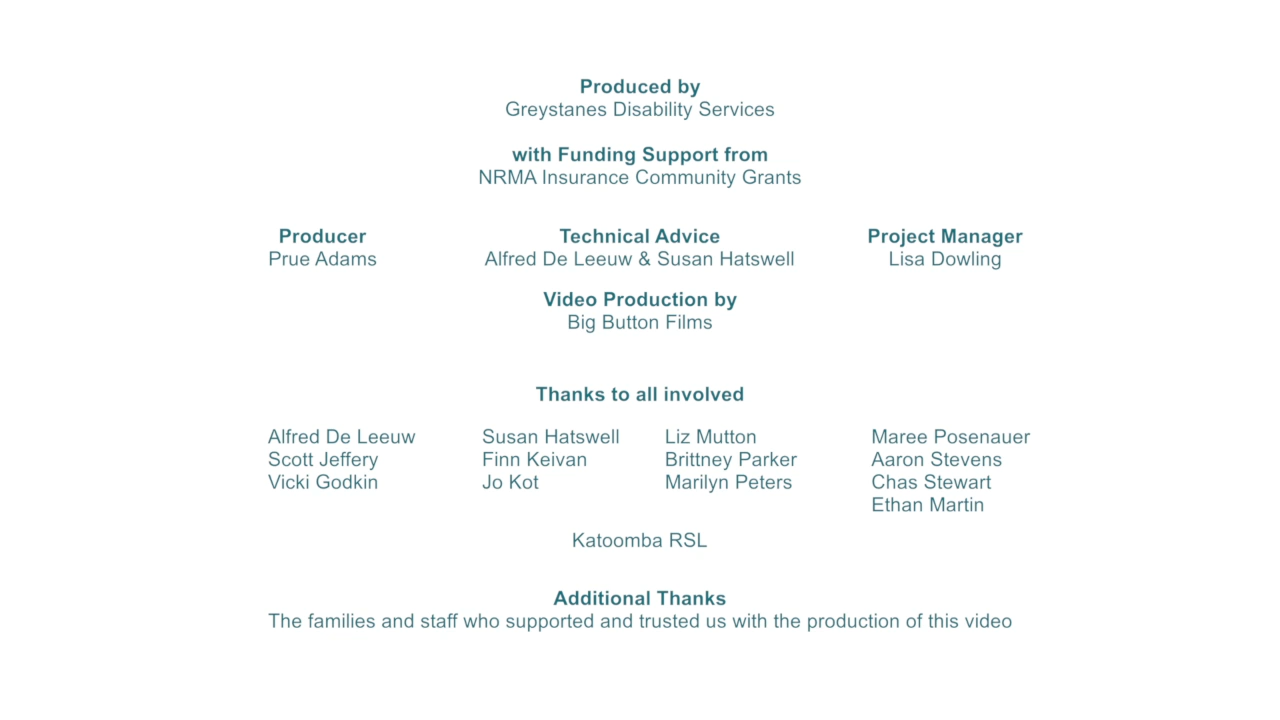 Produced by
Greystanes Disability Services
with Funding Support from
NRMA Insurance Community Grants
Producer
Prue Adams
Technical Advice
Alfred De Leeuw & Susan Hatswell
Project Manager
Lisa Dowling
Video Production by
Big Button Films
Thanks to all involved
Alfred De Leeuw
Scott Jeffery
Vicki Godkin
Susan Hatswell
Finn Keivan
Jo Kot
Liz Mutton
Brittney Parker
Marilyn Peters
Maree Posenauer
Aaron Stevens
Chas Stewart
Ethan Martin
Katoomba RSL
Additional Thanks
The families and staff who supported and trusted us with the production of this video